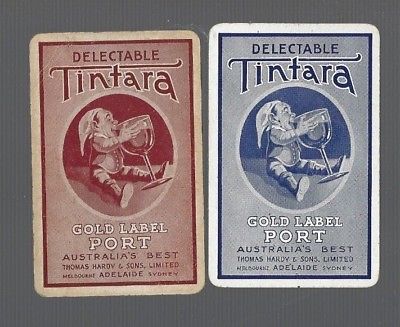 DELECTABLE
Tintara
GOLD LABEL
PORT
AUSTRALIA'S BEST
THOMAS HARDY & SONS, LIMITED
MELBOURNE ADELAIDE SYDNEY
DELECTABLE
Tintara
GOLD LABEL
PORT
AUSTRALIA'S BEST
THOMAS HARDY & SONS, LIMITED
MELBOURNE ADELAIDE SYDNEY